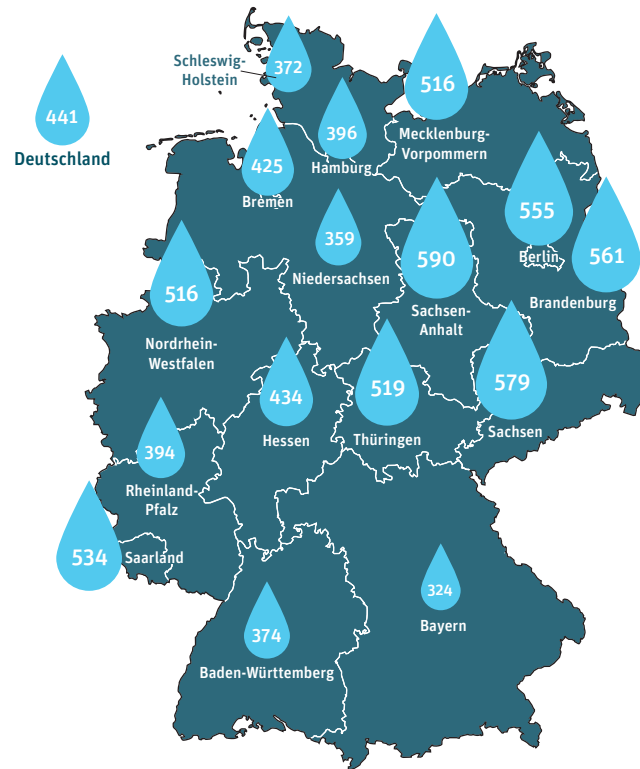 441
Deutschland
Schleswig-
Holstein
372
516
Mecklenburg-
Vorpommern
396
Hamburg
425
Bremen
555
Berlin
561
Brandenburg
359
Niedersachsen
590
Sachsen-
Anhalt
516
Nordrhein-
Westfalen
434
Hessen
519
Thüringen
579
Sachsen
394
Rheinland-
Pfalz
534
Saarland
324
Bayern
374
Baden-Württemberg